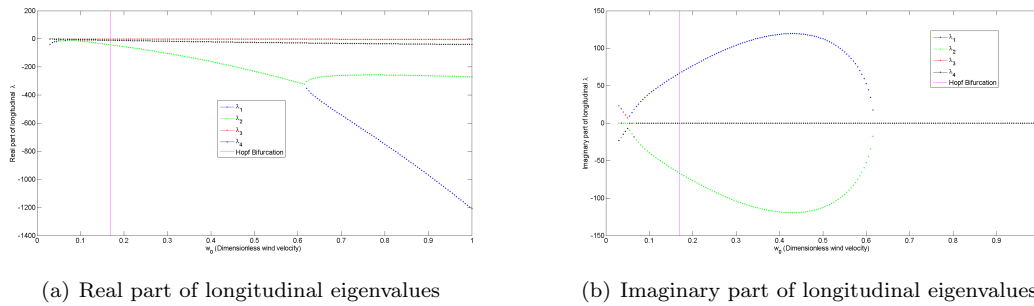 200
0
-200
-400
-600
-800
-1000
-1200
-1400
Real part of longitudinal λ
λ1
λ2
λ3
λ4
Hopf Bifurcation
0 0.1 0.2 0.3 0.4 0.5 0.6 0.7 0.8 0.9 1
w0 (Dimensionless wind velocity)
(a) Real part of longitudinal eigenvalues
150
100
50
0
-50
-100
-150
Imaginary part of longitudinal λ
λ1
λ2
λ3
λ4
Hopf Bifurcation
0 0.1 0.2 0.3 0.4 0.5 0.6 0.7 0.8 0.9
w0 (Dimensionless wind velocity)
(b) Imaginary part of longitudinal eigenvalues